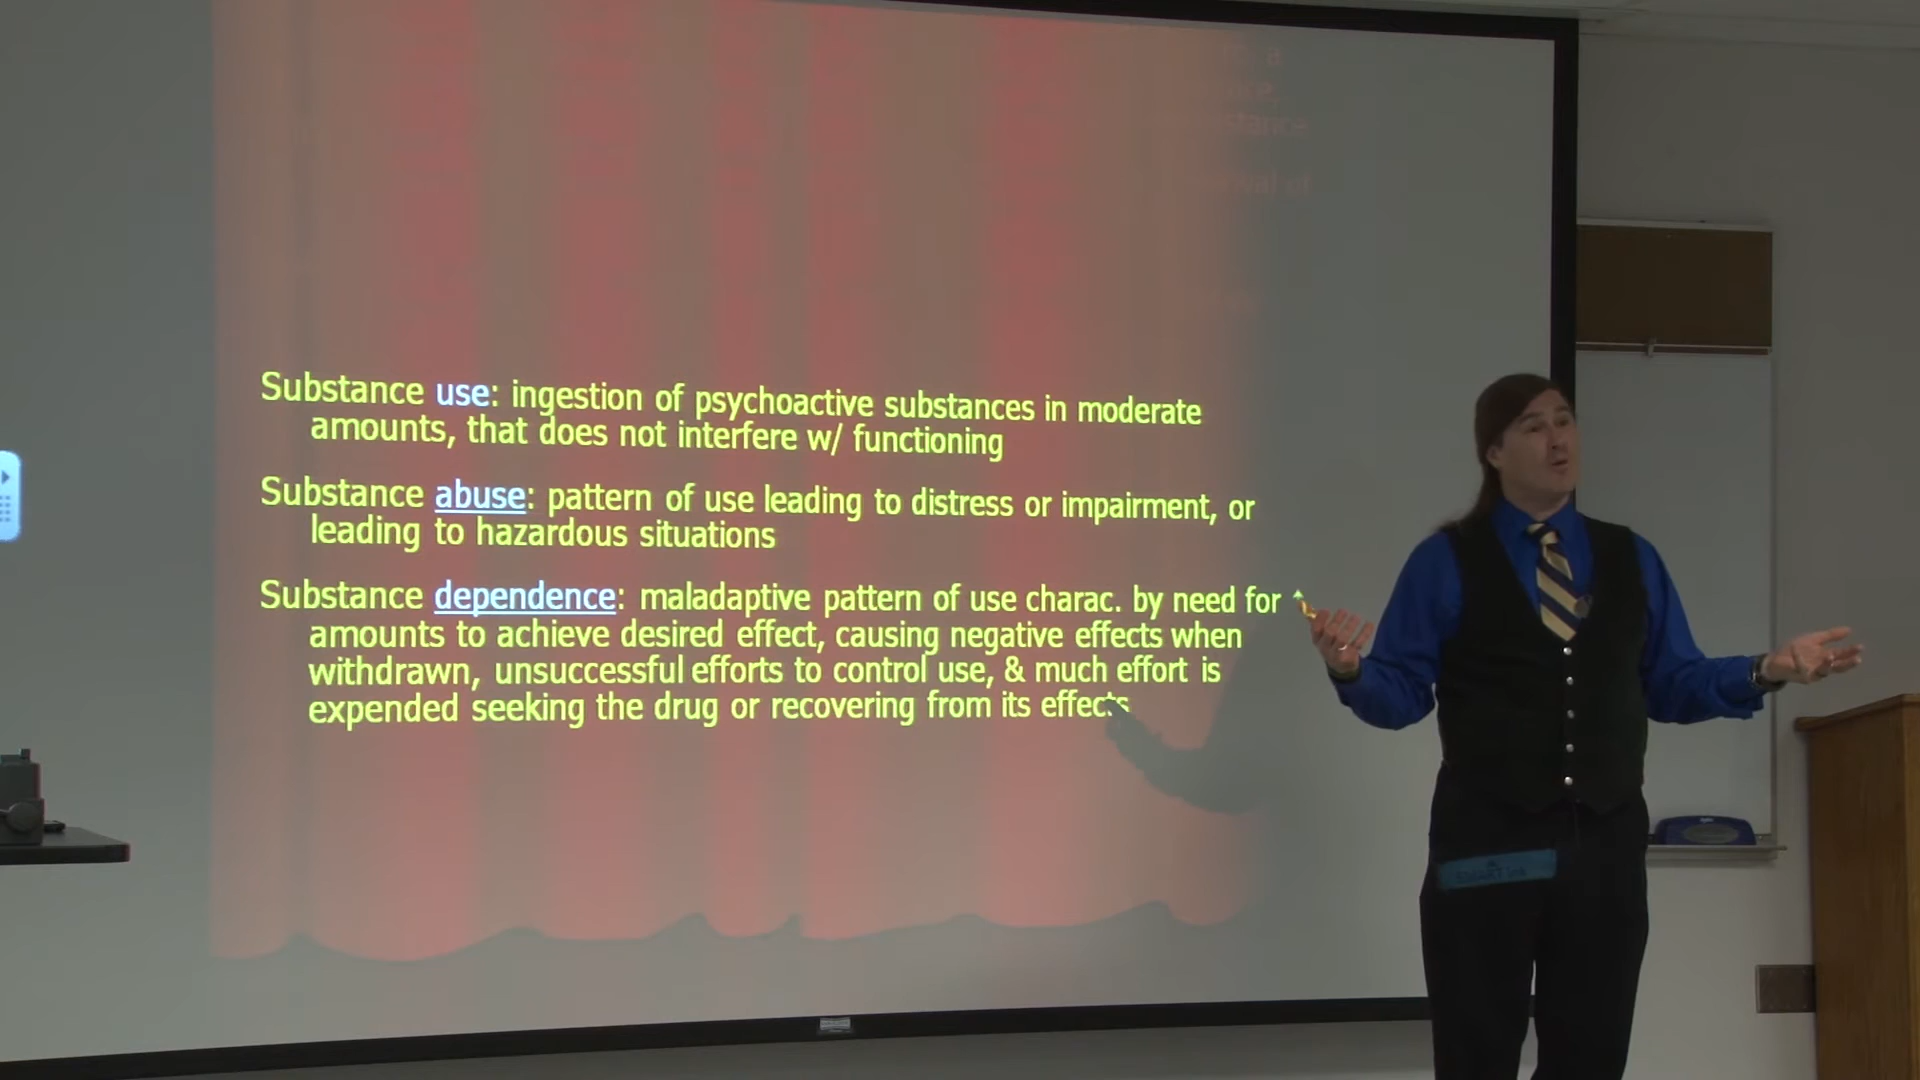 Substance use: ingestion of psychoactive substances in moderate
amounts, that does not interfere w/ functioning
Substance abuse: pattern of use leading to distress or impairment, or
leading to hazardous situations
Substance dependence: maladaptive pattern of use charac. by need for ↑
amounts to achieve desired effect, causing negative effects when
withdrawn, unsuccessful efforts to control use, & much effort is
expended seeking the drug or recovering from its effects